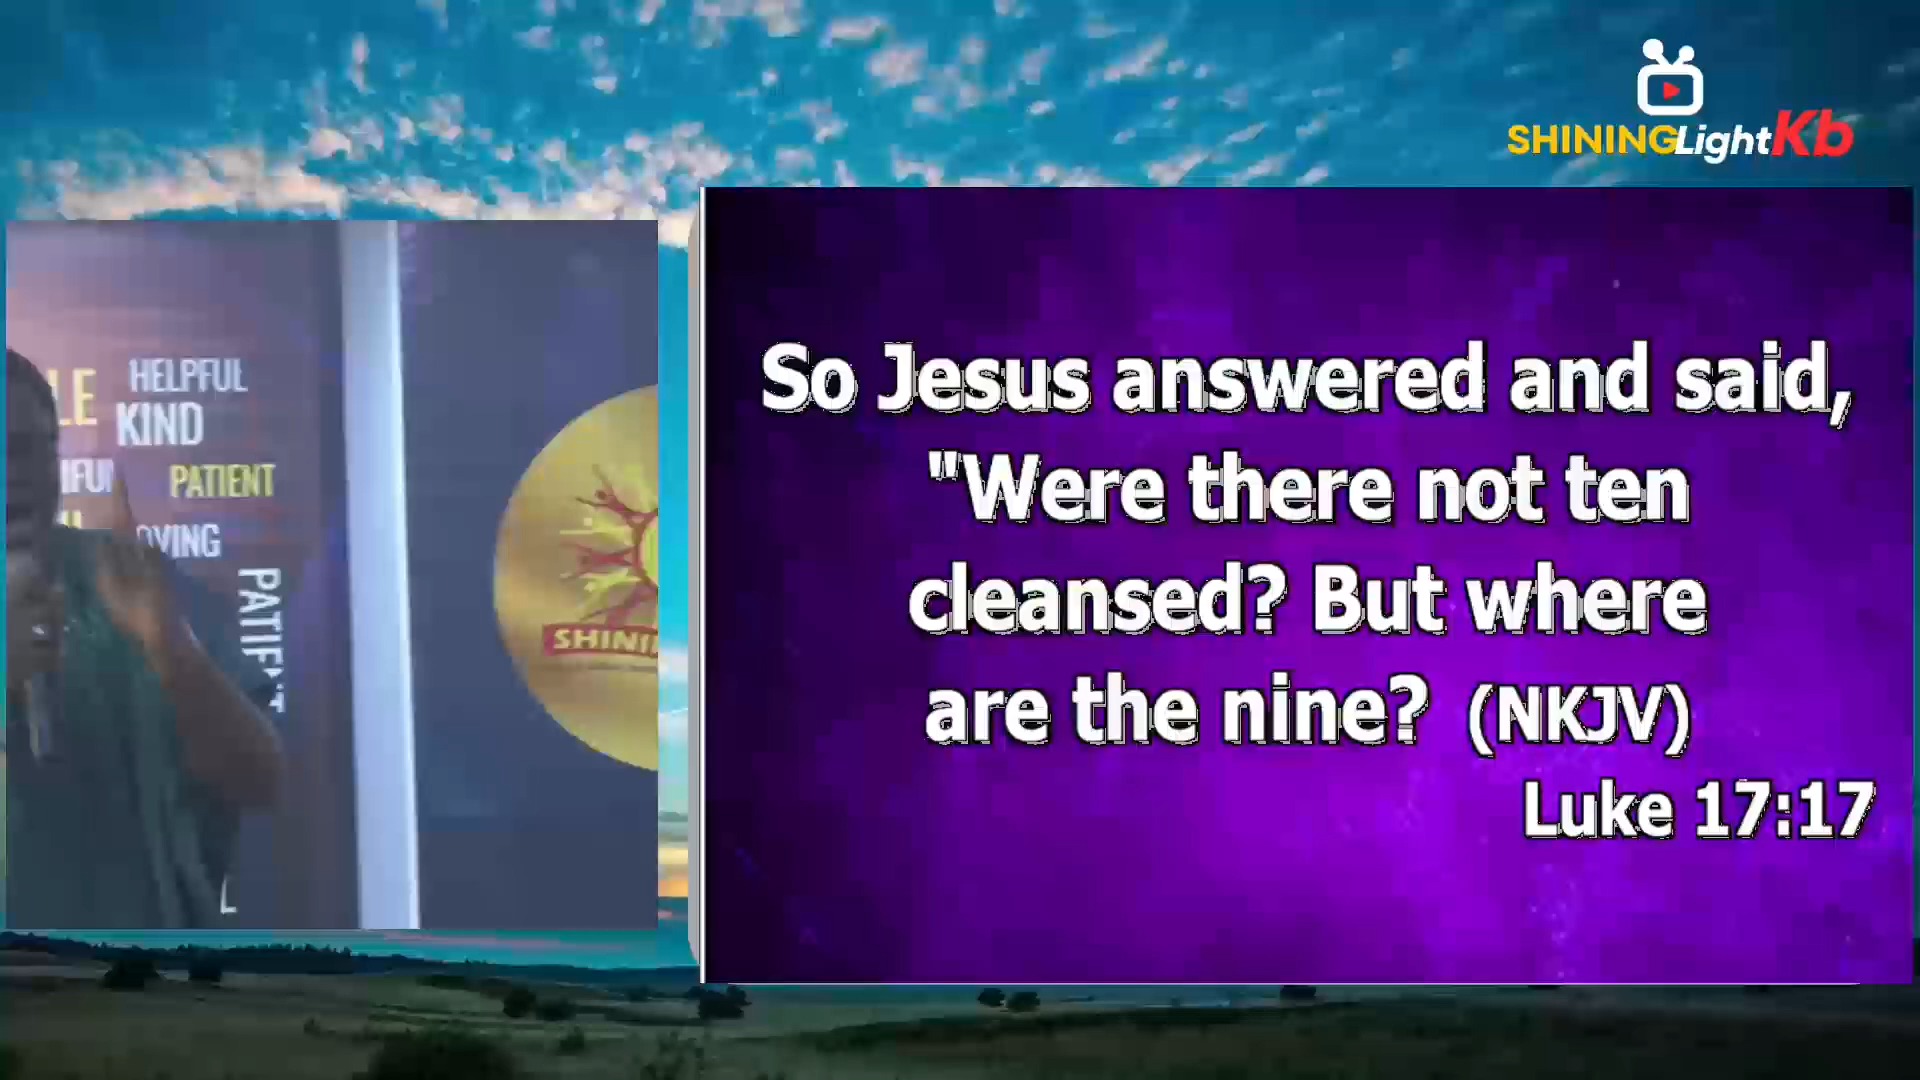 SHININGLightKb
HELPFUL
KIND
PATIENT
So Jesus answered and said,
"Were there not ten
cleansed? But where
are the nine? (NKJV)
Luke 17:17